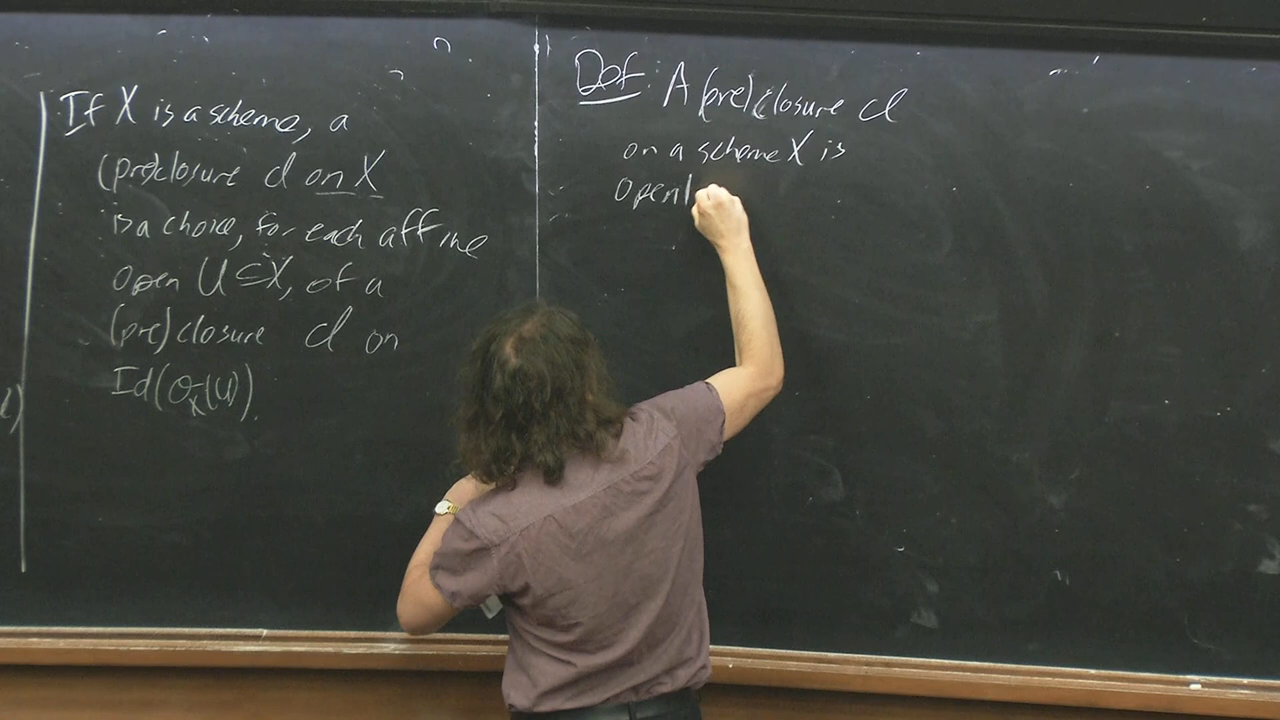 If X is a scheme, a
(pre)closure cl on X
is a choice, for each affine
open U ⊆ X, of a
(pre)closure cl on
Id(O_X(U)).
Def: A (pre)closure cl
on a scheme X is
openl